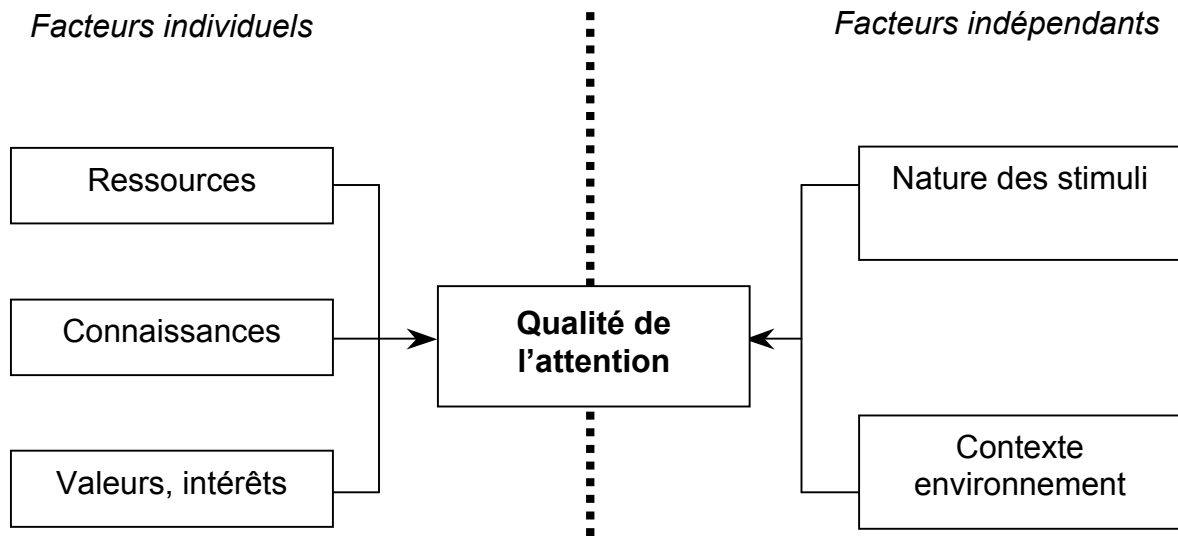 Facteurs individuels
Facteurs indépendants
Ressources
Nature des stimuli
Connaissances
Qualité de
l’attention
Valeurs, intérêts
Contexte
environnement